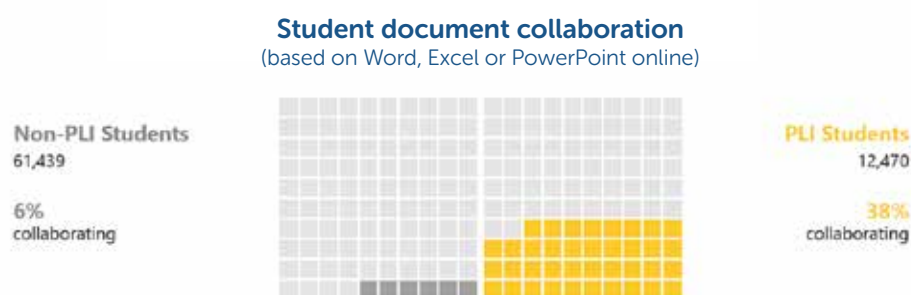 Student document collaboration
(based on Word, Excel or PowerPoint online)
Non-PLI Students
61,439
6%
collaborating
PLI Students
12,470
38%
collaborating